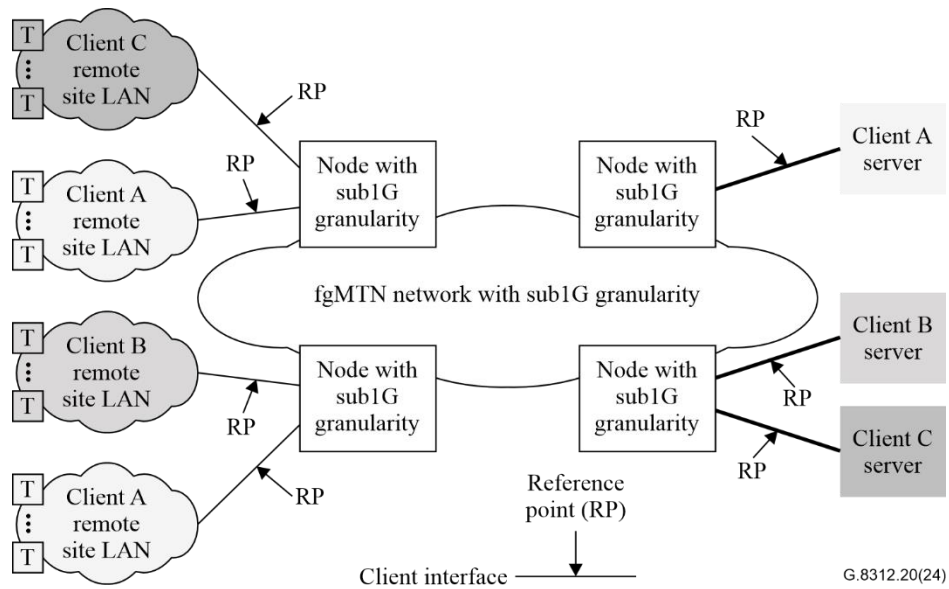 T
Client C
remote
site LAN
T
RP
T
Client A
remote
site LAN
T
RP
Node with
sub1G
granularity
Node with
sub1G
granularity
RP
Client A
server
fgMTN network with sub1G granularity
T
Client B
remote
site LAN
T
RP
Node with
sub1G
granularity
Node with
sub1G
granularity
RP
Client B
server
T
Client A
remote
site LAN
T
RP
RP
Client C
server
Reference
point (RP)
Client interface
G.8312.20(24)